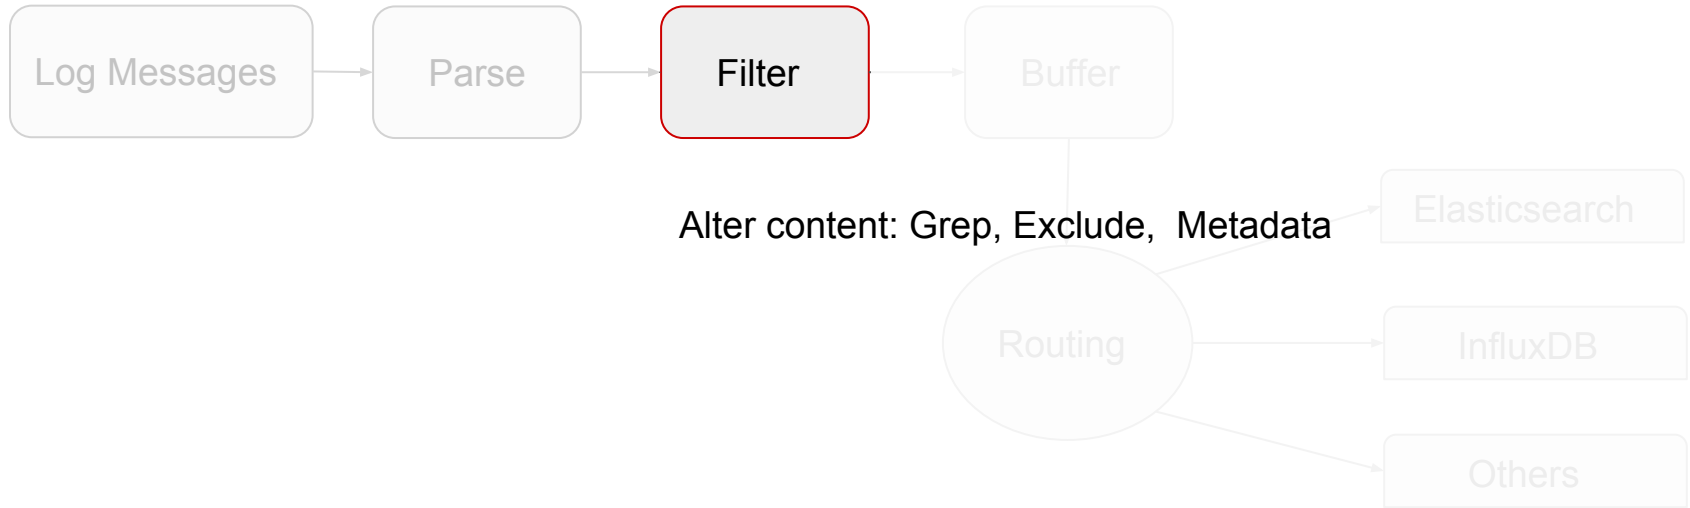 Log Messages
Parse
Filter
Buffer
Alter content: Grep, Exclude,  Metadata
Elasticsearch
Routing
InfluxDB
Others